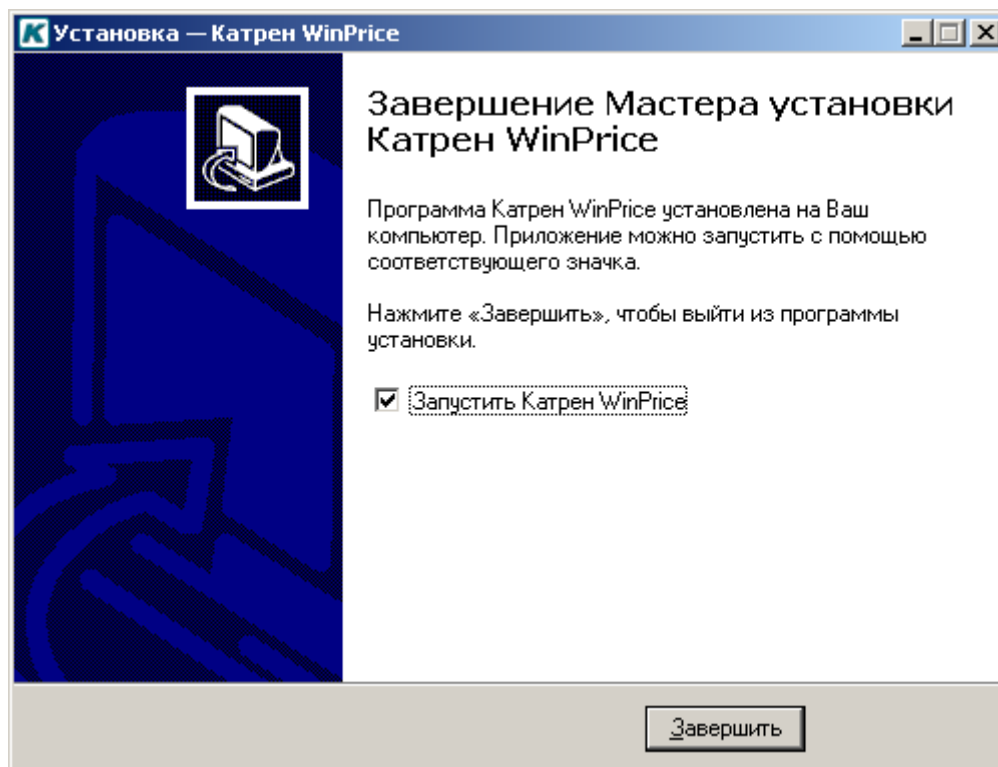 Установка — Катрен WinPrice
Завершение Мастера установки
Катрен WinPrice
Программа Катрен WinPrice установлена на Ваш
компьютер. Приложение можно запустить с помощью
соответствующего значка.
Нажмите «Завершить», чтобы выйти из программы
установки.
Запустить Катрен WinPrice
Завершить